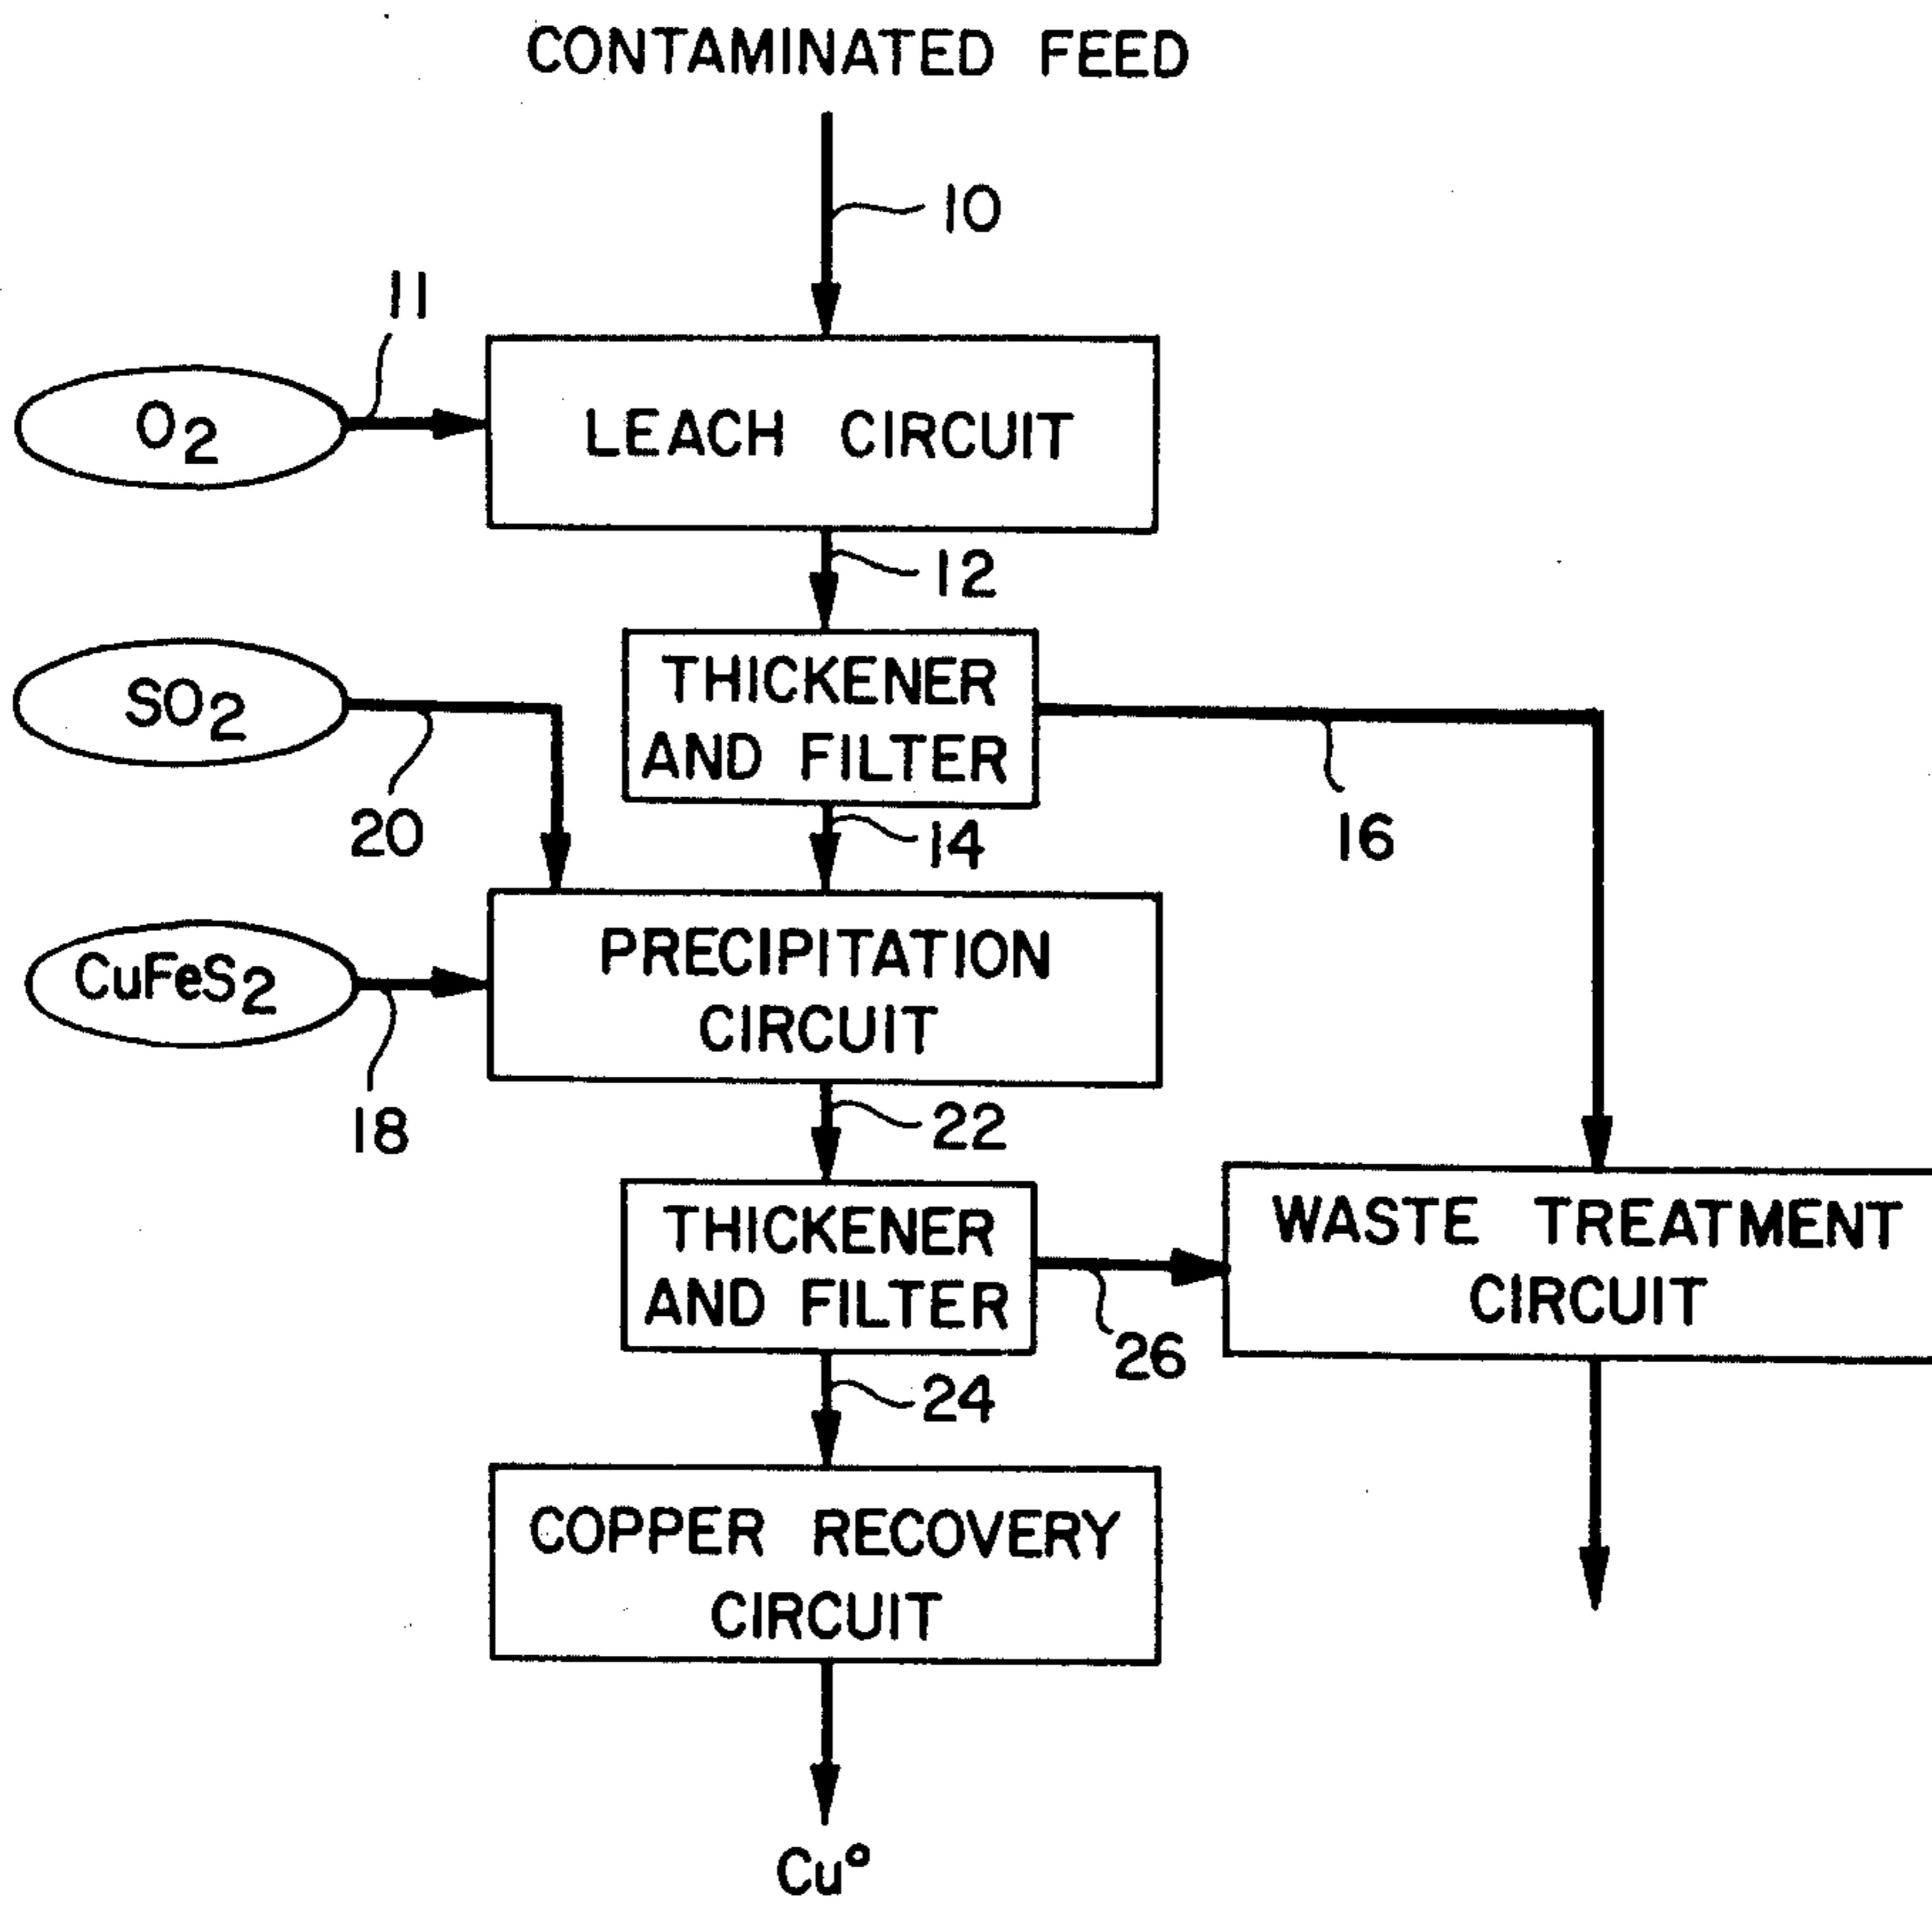 CONTAMINATED FEED
10
11
O2
LEACH CIRCUIT
12
SO2
THICKENER
AND FILTER
20
14
16
CuFeS2
PRECIPITATION
CIRCUIT
18
22
THICKENER
AND FILTER
WASTE TREATMENT
CIRCUIT
26
24
COPPER RECOVERY
CIRCUIT
Cu°